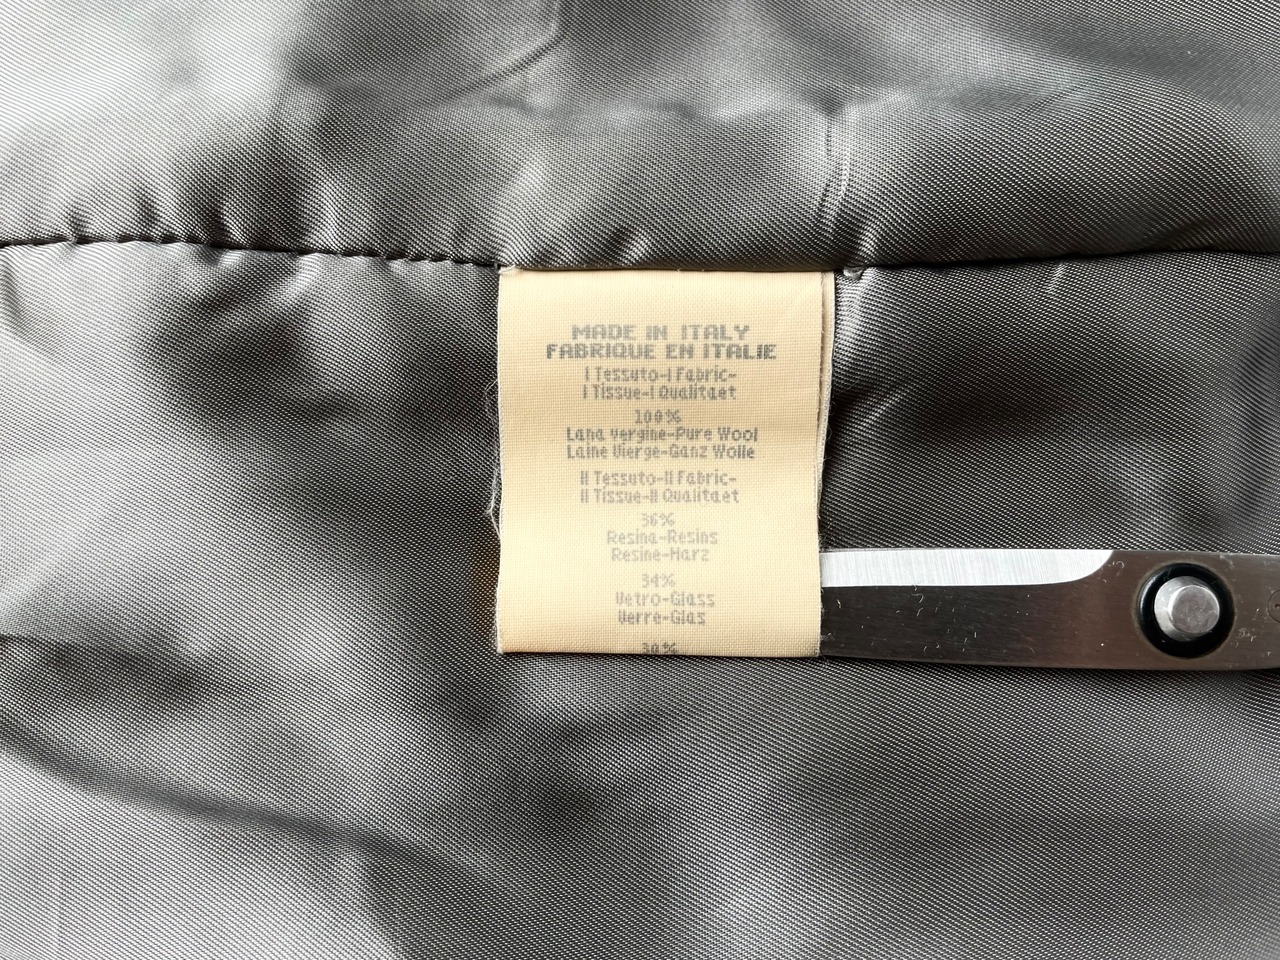 MADE IN ITALY
FABRIQUE EN ITALIE
I Tessuto-I Fabric-
I Tissue-I Qualitaet
100%
Lana vergine-Pure Wool
Laine Vierge-Ganz Wolle
II Tessuto-II Fabric-
II Tissue-II Qualitaet
36%
Resina-Resins
Resine-Harz
34%
Vetro-Glass
Verre-Glas
30%